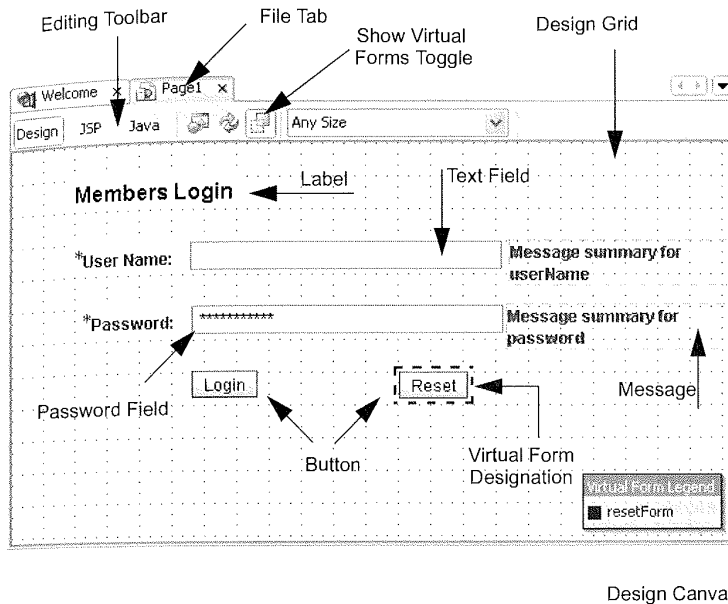 Editing Toolbar
File Tab
Show Virtual
Forms Toggle
Design Grid
Welcome x
Page1 x
Design JSP Java
Any Size
Members Login
Label
Text Field
*User Name:
Message summary for
userName
*Password:
***********
Message summary for
password
Login
Reset
Message
Password Field
Button
Virtual Form
Designation
Virtual Form Legend
resetForm
Design Canva